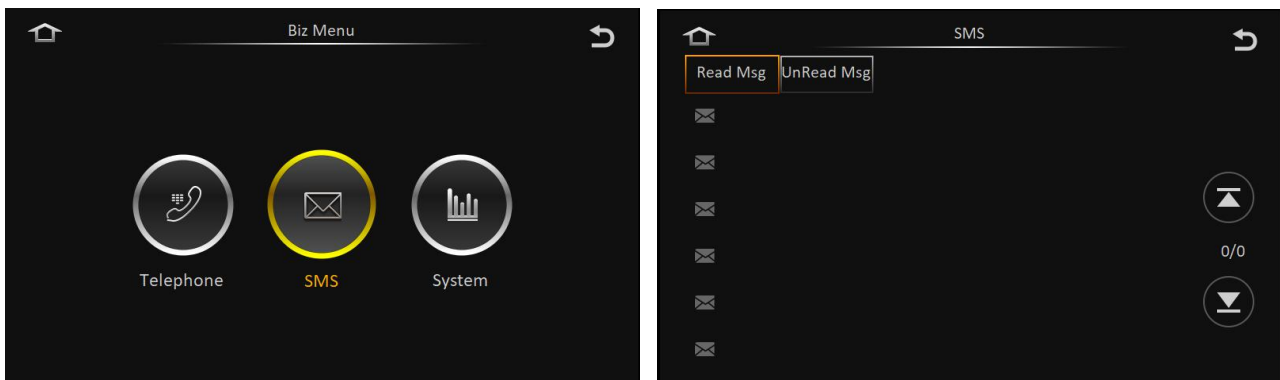 Biz Menu
Telephone
SMS
System
SMS
Read Msg
UnRead Msg
0/0